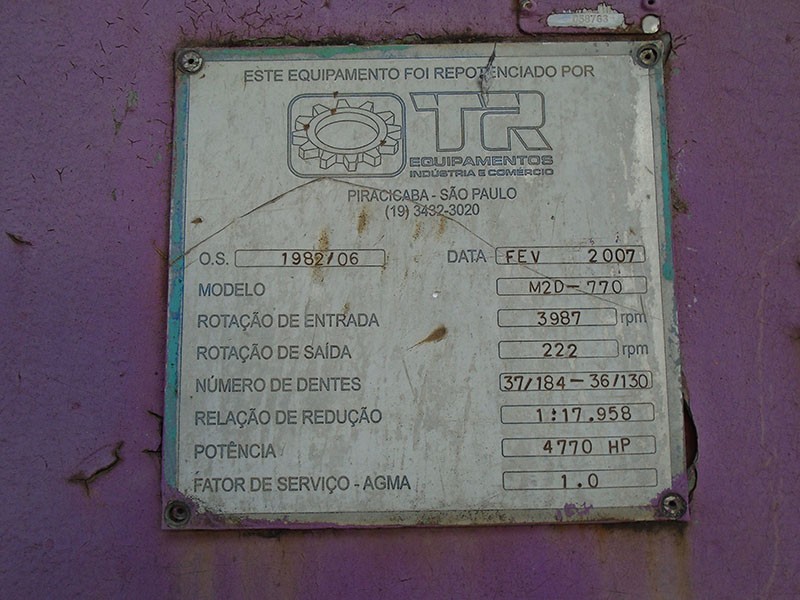 038793
ESTE EQUIPAMENTO FOI REPOTENCIADO POR
TR
EQUIPAMENTOS
INDÚSTRIA E COMÉRCIO
PIRACICABA - SÃO PAULO
(19) 3432-3020
O.S. 1982/06 DATA FEV 2007
MODELO M2D-770
ROTAÇÃO DE ENTRADA 3987 rpm
ROTAÇÃO DE SAÍDA 222 rpm
NÚMERO DE DENTES 37/184-36/130
RELAÇÃO DE REDUÇÃO 1:17.958
POTÊNCIA 4770 HP
FATOR DE SERVIÇO - AGMA 1.0